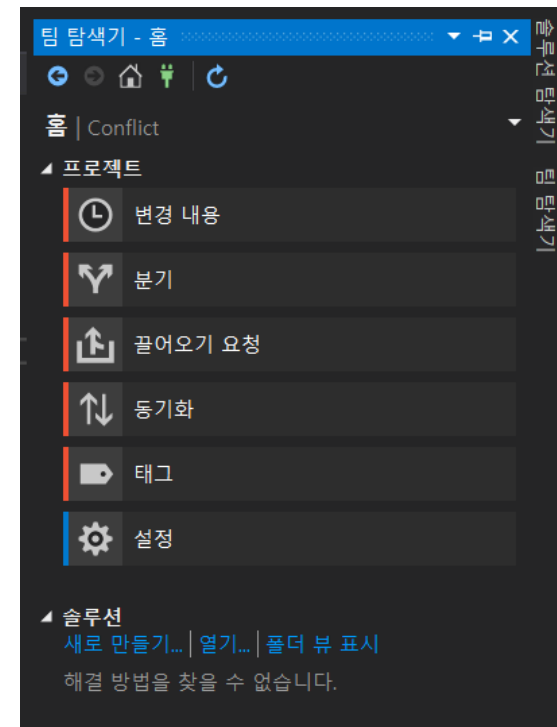 팀 탐색기 - 홈
홈 | Conflict
프로젝트
변경 내용
분기
끌어오기 요청
동기화
태그
설정
솔루션
새로 만들기... | 열기... | 폴더 뷰 표시
해결 방법을 찾을 수 없습니다.
솔루션 탐색기
팀 탐색기